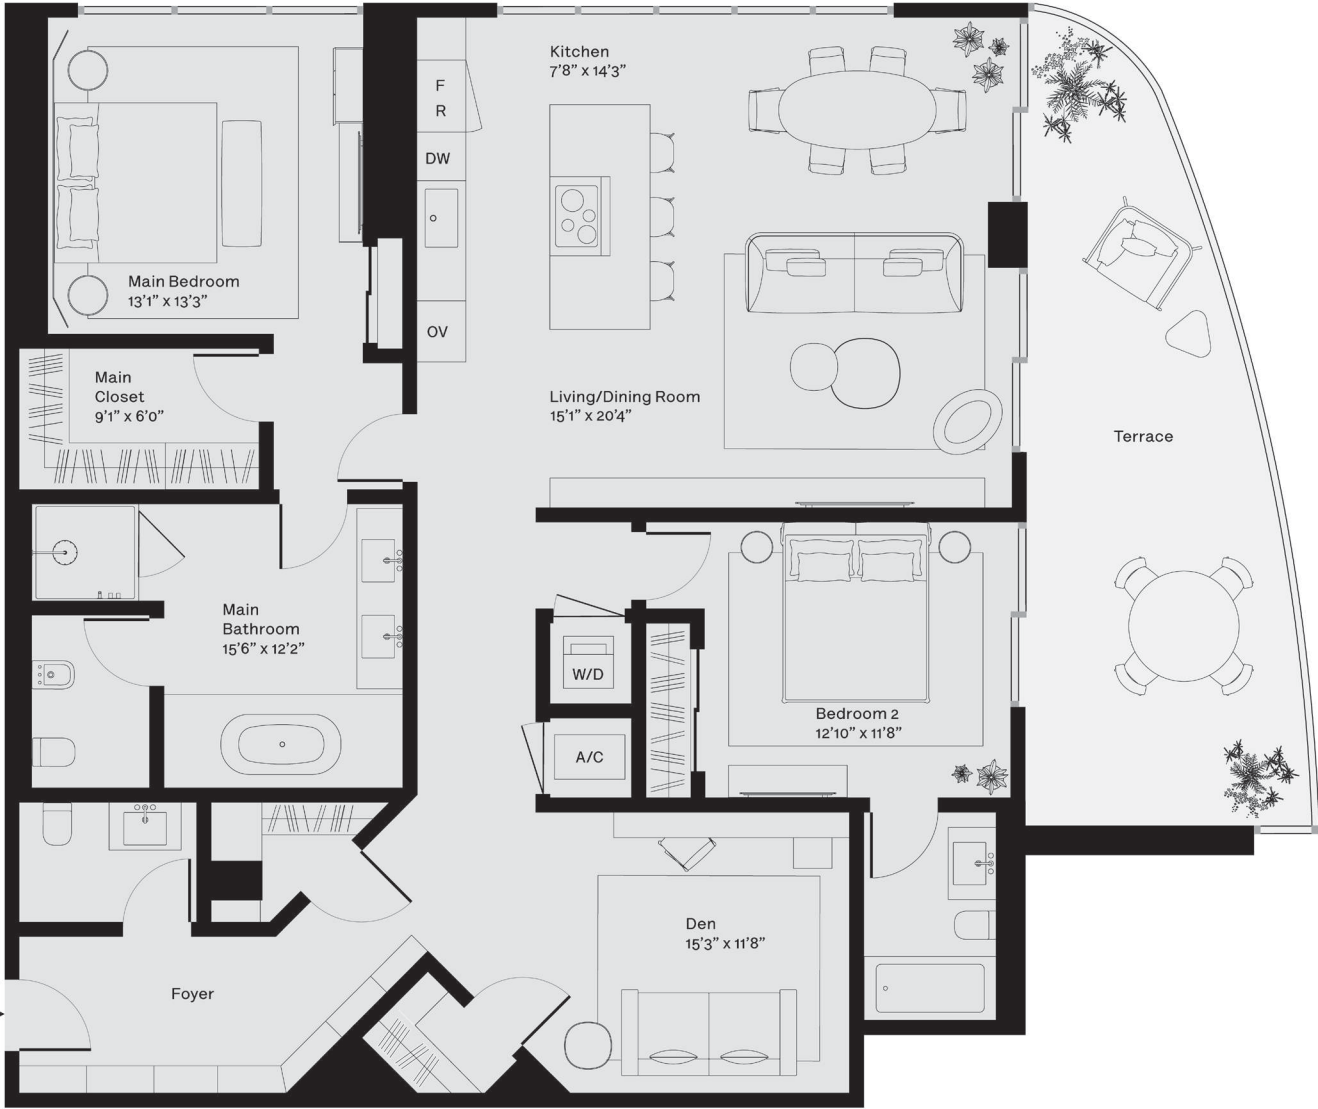 Kitchen
7'8" x 14'3"
F
R
DW
OV
Main Bedroom
13'1" x 13'3"
Main
Closet
9'1" x 6'0"
Living/Dining Room
15'1" x 20'4"
Terrace
Main
Bathroom
15'6" x 12'2"
W/D
A/C
Bedroom 2
12'10" x 11'8"
Den
15'3" x 11'8"
Foyer